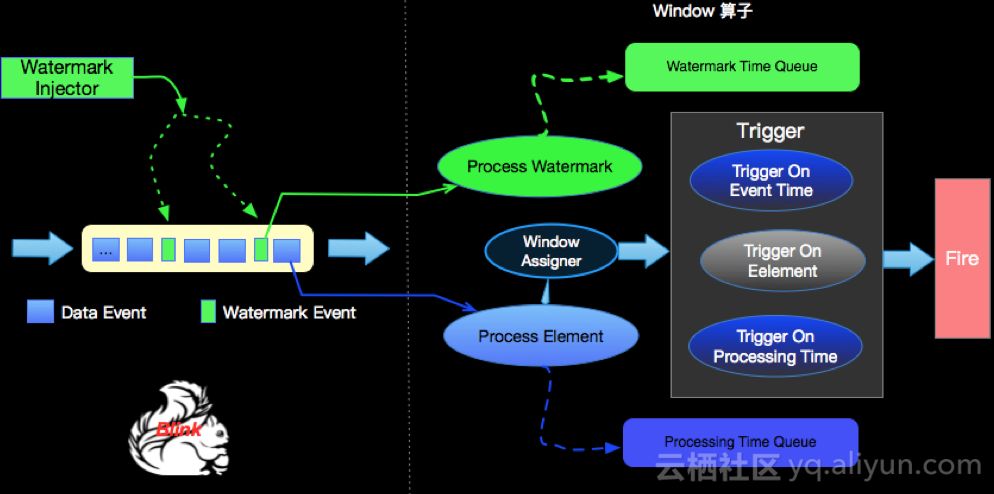 Window 算子
Watermark
Injector
Watermark Time Queue
Process Watermark
Trigger
Trigger On
Event Time
Window
Assigner
Trigger On
Eelement
Fire
...
Data Event
Watermark Event
Process Element
Trigger On
Processing Time
Blink
Processing Time Queue
云栖社区 yq.aliyun.com